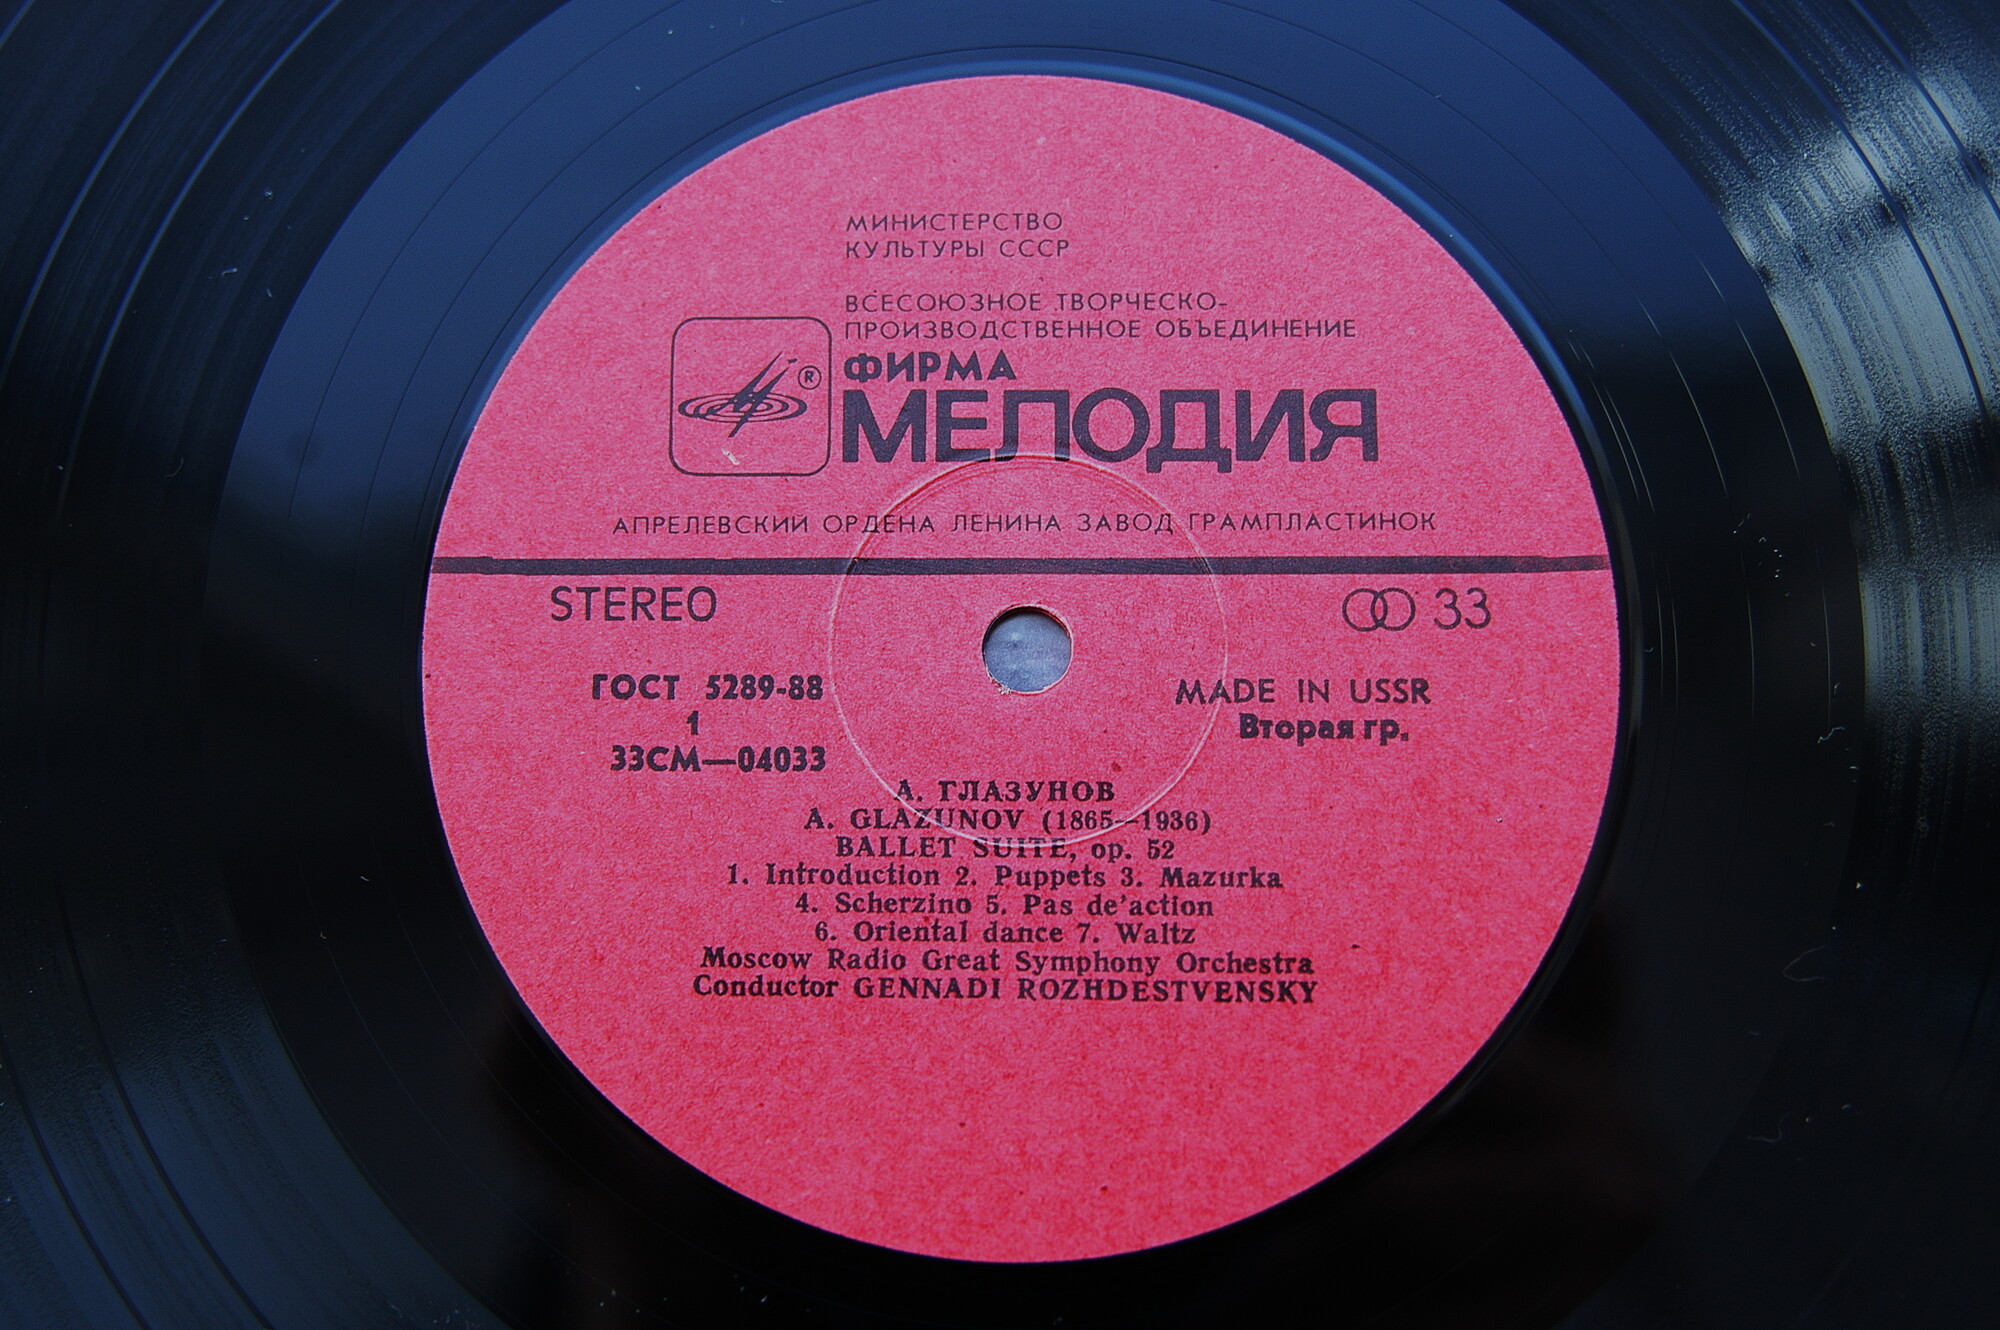 МИНИСТЕРСТВО
КУЛЬТУРЫ СССР
ВСЕСОЮЗНОЕ ТВОРЧЕСКО-
ПРОИЗВОДСТВЕННОЕ ОБЪЕДИНЕНИЕ
®
ФИРМА
МЕЛОДИЯ
АПРЕЛЕВСКИЙ ОРДЕНА ЛЕНИНА ЗАВОД ГРАМПЛАСТИНОК
STEREO
33
ГОСТ 5289-88
1
33СМ—04033
MADE IN USSR
Вторая гр.
А. ГЛАЗУНОВ
A. GLAZUNOV (1865—1936)
BALLET SUITE, op. 52
1. Introduction 2. Puppets 3. Mazurka
4. Scherzino 5. Pas de'action
6. Oriental dance 7. Waltz
Moscow Radio Great Symphony Orchestra
Conductor GENNADI ROZHDESTVENSKY